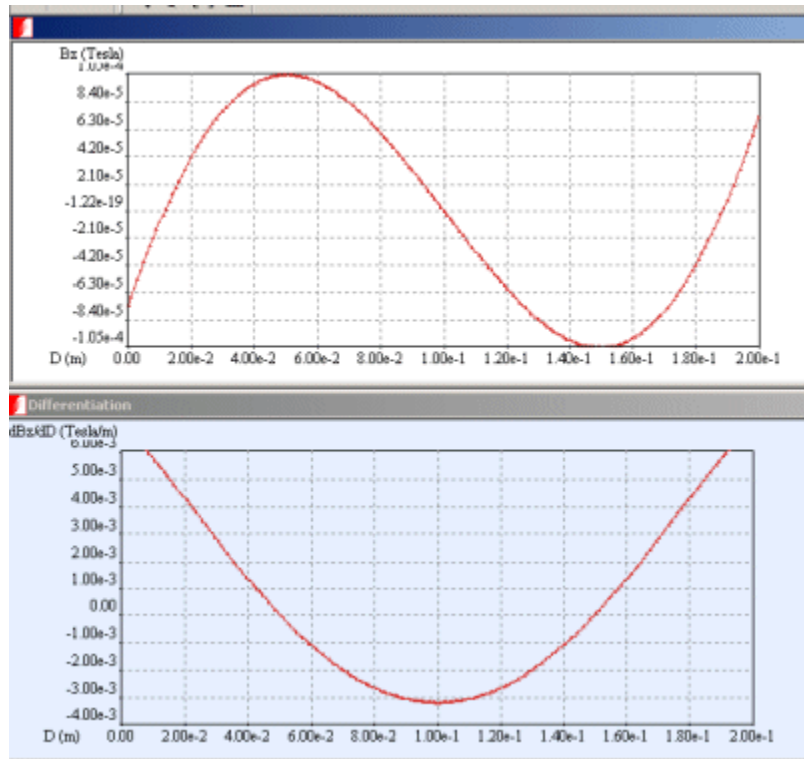 Bz (Tesla)
1.05e-4
8.40e-5
6.30e-5
4.20e-5
2.10e-5
-1.22e-19
-2.10e-5
-4.20e-5
-6.30e-5
-8.40e-5
-1.05e-4
D (m) 0.00 2.00e-2 4.00e-2 6.00e-2 8.00e-2 1.00e-1 1.20e-1 1.40e-1 1.60e-1 1.80e-1 2.00e-1
Differentiation
dBz/dD (Tesla/m)
6.00e-3
5.00e-3
4.00e-3
3.00e-3
2.00e-3
1.00e-3
0.00
-1.00e-3
-2.00e-3
-3.00e-3
-4.00e-3
D (m) 0.00 2.00e-2 4.00e-2 6.00e-2 8.00e-2 1.00e-1 1.20e-1 1.40e-1 1.60e-1 1.80e-1 2.00e-1